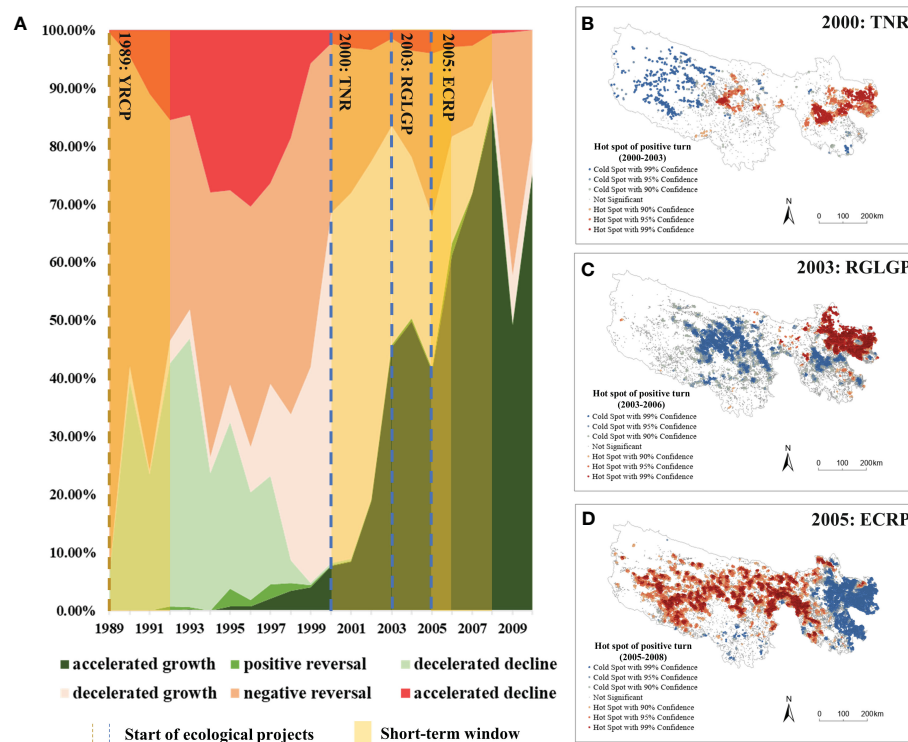 A
100.00%
90.00%
80.00%
70.00%
60.00%
50.00%
40.00%
30.00%
20.00%
10.00%
0.00%
1989: YRCP
2000: TNR
2003: RGLGP
2005: ECRP
1989 1991 1993 1995 1997 1999 2001 2003 2005 2007 2009
accelerated growth positive reversal decelerated decline
decelerated growth negative reversal accelerated decline
Start of ecological projects Short-term window
B
2000: TNR
Hot spot of positive turn
(2000-2003)
Cold Spot with 99% Confidence
Cold Spot with 95% Confidence
Cold Spot with 90% Confidence
Not Significant
Hot Spot with 90% Confidence
Hot Spot with 95% Confidence
Hot Spot with 99% Confidence
N
0 100 200km
C
2003: RGLGP
Hot spot of positive turn
(2003-2006)
Cold Spot with 99% Confidence
Cold Spot with 95% Confidence
Cold Spot with 90% Confidence
Not Significant
Hot Spot with 90% Confidence
Hot Spot with 95% Confidence
Hot Spot with 99% Confidence
N
0 100 200km
D
2005: ECRP
Hot spot of positive turn
(2005-2008)
Cold Spot with 99% Confidence
Cold Spot with 95% Confidence
Cold Spot with 90% Confidence
Not Significant
Hot Spot with 90% Confidence
Hot Spot with 95% Confidence
Hot Spot with 99% Confidence
N
0 100 200km